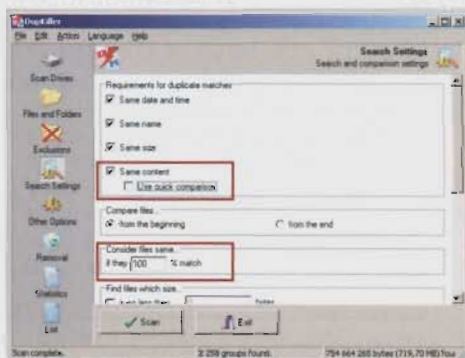 DupKiller
File Edit Action Language Help
Search Settings
Search and comparison settings
Scan Drives
Files and Folders
Exclusions
Search Settings
Other Options
Removal
Statistics
List
Requirements for duplicate matches
Same date and time
Same name
Same size
Same content
Use quick comparison
Compare files...
from the beginning
from the end
Consider files same...
if they 100 % match
Find files which size...
Scan
Exit
Scan complete.
groups found.